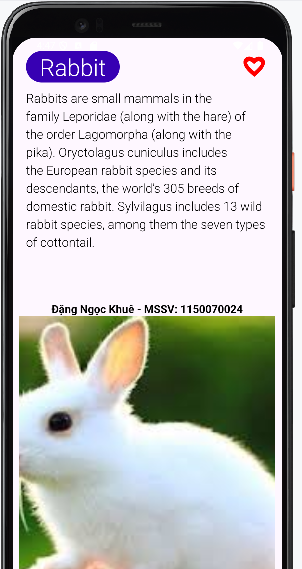 Rabbit
Rabbits are small mammals in the
family Leporidae (along with the hare) of
the order Lagomorpha (along with the
pika). Oryctolagus cuniculus includes
the European rabbit species and its
descendants, the world's 305 breeds of
domestic rabbit. Sylvilagus includes 13 wild
rabbit species, among them the seven types
of cottontail.
Đặng Ngọc Khuê - MSSV: 1150070024